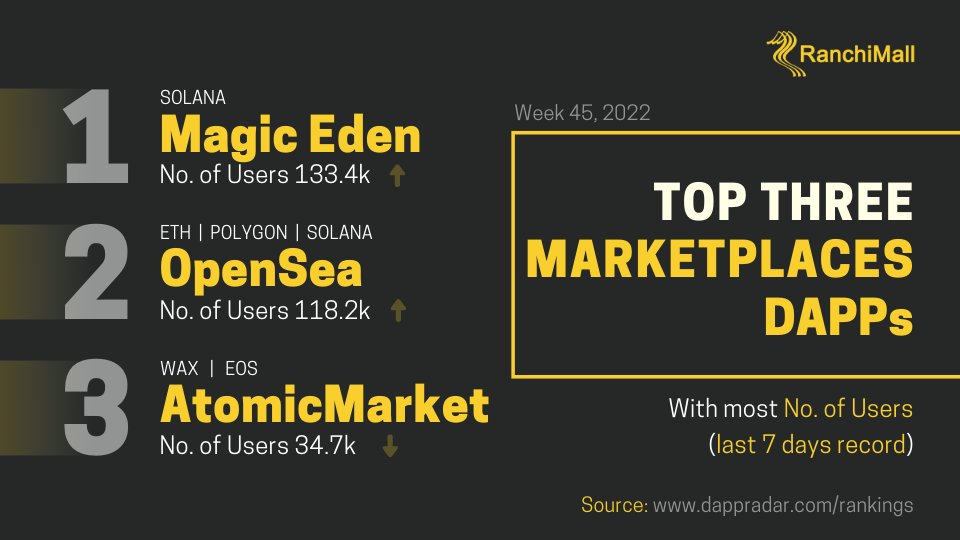 RanchiMall
1
SOLANA
Magic Eden
No. of Users 133.4k
2
ETH | POLYGON | SOLANA
OpenSea
No. of Users 118.2k
3
WAX | EOS
AtomicMarket
No. of Users 34.7k
Week 45, 2022
TOP THREE
MARKETPLACES
DAPPs
With most No. of Users
(last 7 days record)
Source: www.dappradar.com/rankings